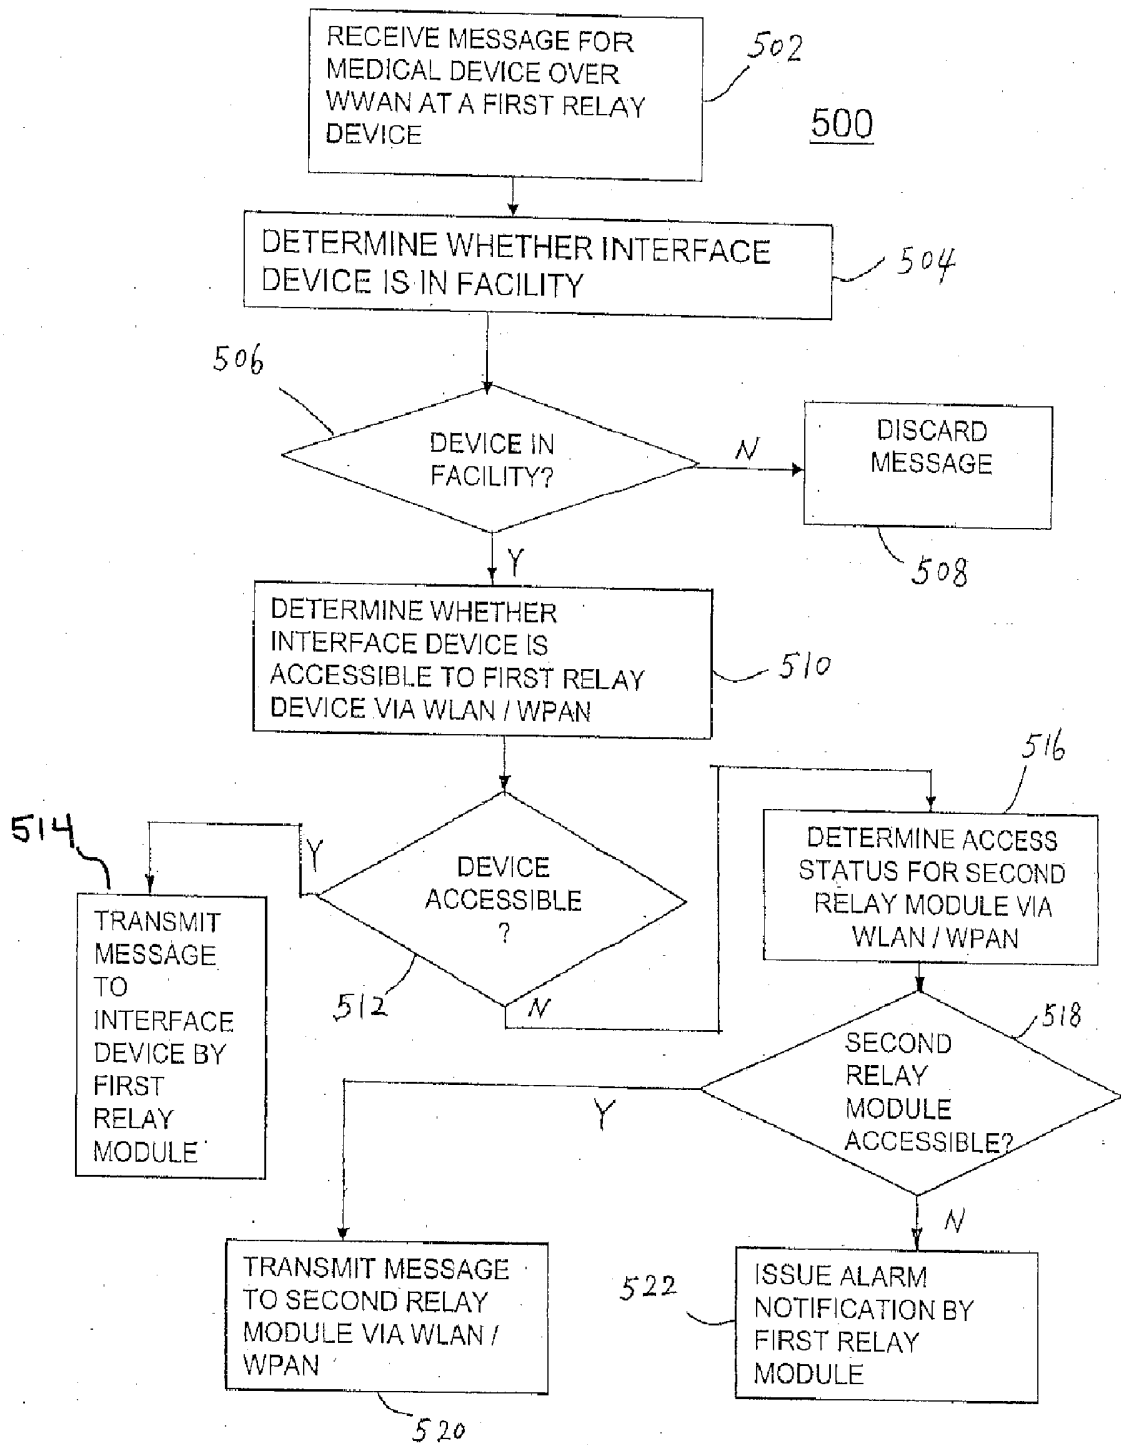 RECEIVE MESSAGE FOR
MEDICAL DEVICE OVER
WWAN AT A FIRST RELAY
DEVICE
502
500
DETERMINE WHETHER INTERFACE
DEVICE IS IN FACILITY
504
506
DEVICE IN
FACILITY?
N
DISCARD
MESSAGE
508
Y
DETERMINE WHETHER
INTERFACE DEVICE IS
ACCESSIBLE TO FIRST RELAY
DEVICE VIA WLAN / WPAN
510
516
DETERMINE ACCESS
STATUS FOR SECOND
RELAY MODULE VIA
WLAN / WPAN
514
Y
DEVICE
ACCESSIBLE
?
512
N
TRANSMIT
MESSAGE
TO
INTERFACE
DEVICE BY
FIRST
RELAY
MODULE
518
SECOND
RELAY
MODULE
ACCESSIBLE?
Y
N
TRANSMIT MESSAGE
TO SECOND RELAY
MODULE VIA WLAN /
WPAN
520
522
ISSUE ALARM
NOTIFICATION BY
FIRST RELAY
MODULE